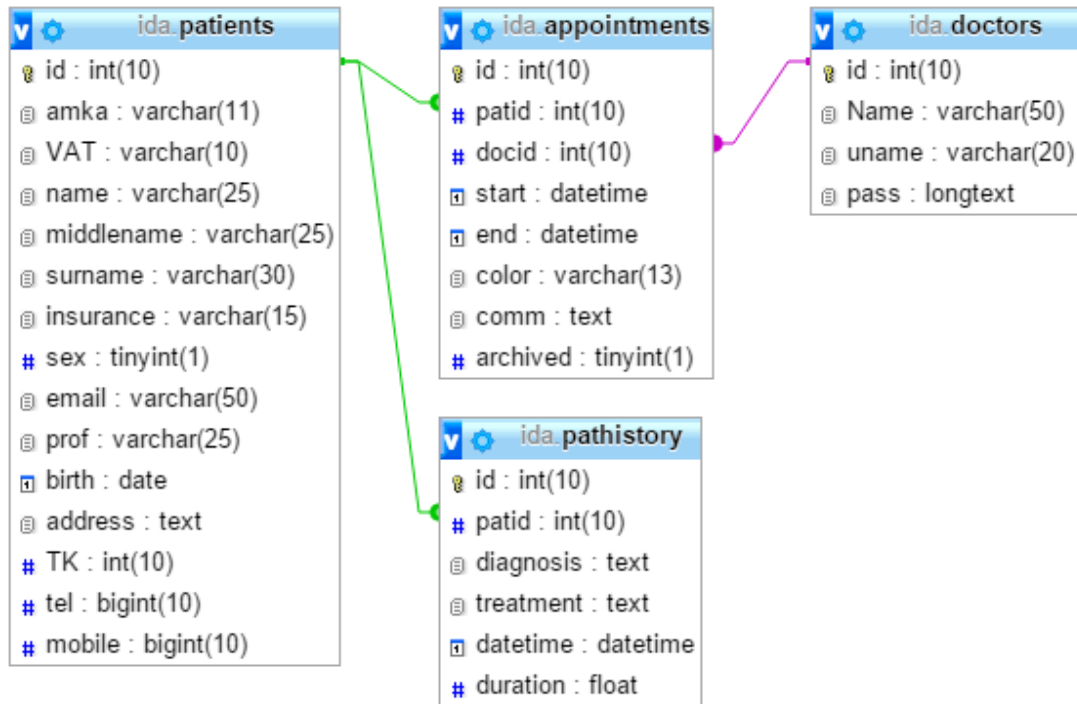 ida.patients
id : int(10)
amka : varchar(11)
VAT : varchar(10)
name : varchar(25)
middlename : varchar(25)
surname : varchar(30)
insurance : varchar(15)
sex : tinyint(1)
email : varchar(50)
prof : varchar(25)
birth : date
address : text
TK : int(10)
tel : bigint(10)
mobile : bigint(10)
ida.appointments
id : int(10)
patid : int(10)
docid : int(10)
start : datetime
end : datetime
color : varchar(13)
comm : text
archived : tinyint(1)
ida.pathistory
id : int(10)
patid : int(10)
diagnosis : text
treatment : text
datetime : datetime
duration : float
ida.doctors
id : int(10)
Name : varchar(50)
uname : varchar(20)
pass : longtext